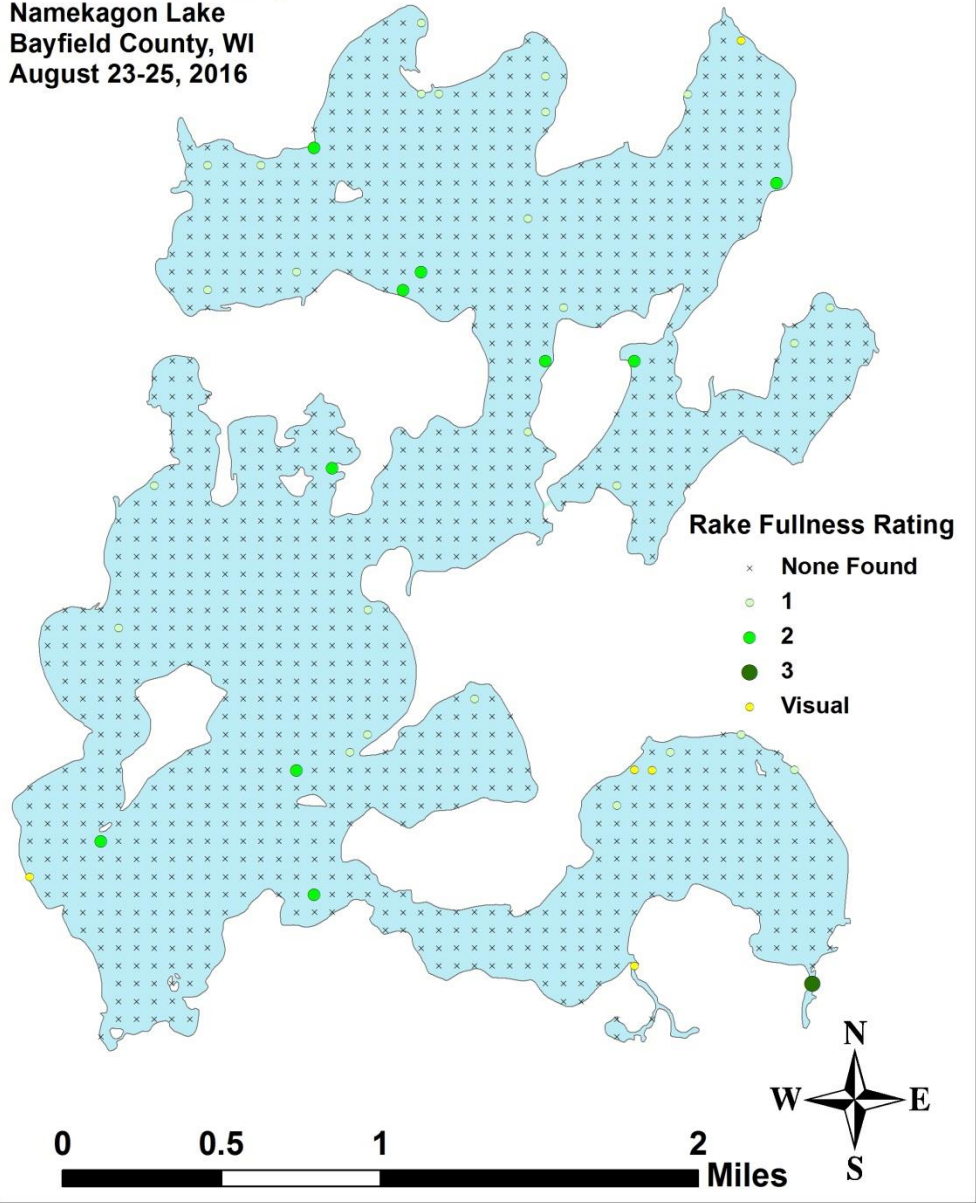 Namekagon Lake
Bayfield County, WI
August 23-25, 2016
Rake Fullness Rating
None Found
1
2
3
Visual
N
W E
S
0 0.5 1 2
Miles